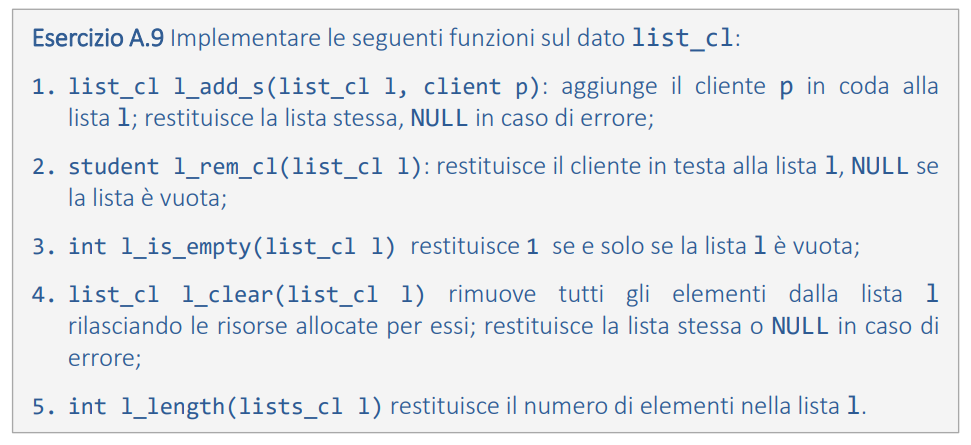 Esercizio A.9 Implementare le seguenti funzioni sul dato list_cl:
1. list_cl l_add_s(list_cl l, client p): aggiunge il cliente p in coda alla
lista l; restituisce la lista stessa, NULL in caso di errore;
2. student l_rem_cl(list_cl l): restituisce il cliente in testa alla lista l, NULL se
la lista è vuota;
3. int l_is_empty(list_cl l) restituisce 1 se e solo se la lista l è vuota;
4. list_cl l_clear(list_cl l) rimuove tutti gli elementi dalla lista l
rilasciando le risorse allocate per essi; restituisce la lista stessa o NULL in caso di
errore;
5. int l_length(lists_cl l) restituisce il numero di elementi nella lista l.